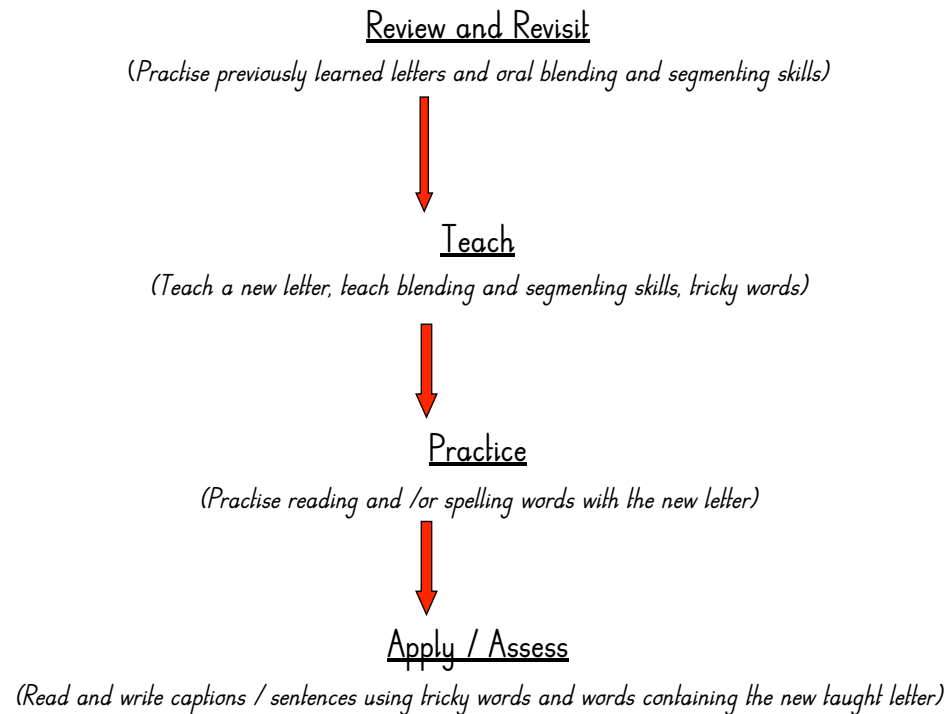 Review and Revisit
(Practise previously learned letters and oral blending and segmenting skills)
Teach
(Teach a new letter, teach blending and segmenting skills, tricky words)
Practice
(Practise reading and /or spelling words with the new letter)
Apply / Assess
(Read and write captions / sentences using tricky words and words containing the new taught letter)